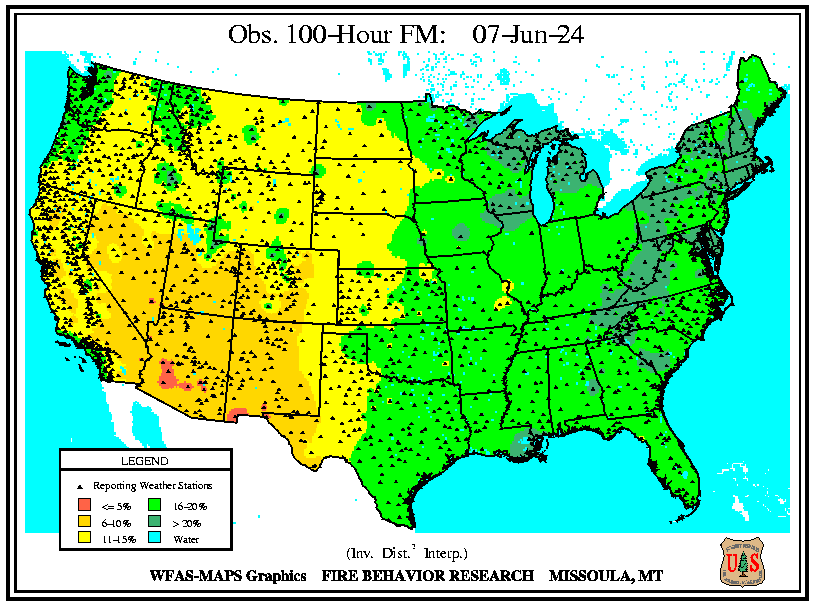 Obs. 100-Hour FM: 07-Jun-24
LEGEND
Reporting Weather Stations
<= 5%
16-20%
6-10%
> 20%
11-15%
Water
(Inv. Dist.² Interp.)
WFAS-MAPS Graphics FIRE BEHAVIOR RESEARCH MISSOULA, MT
U S